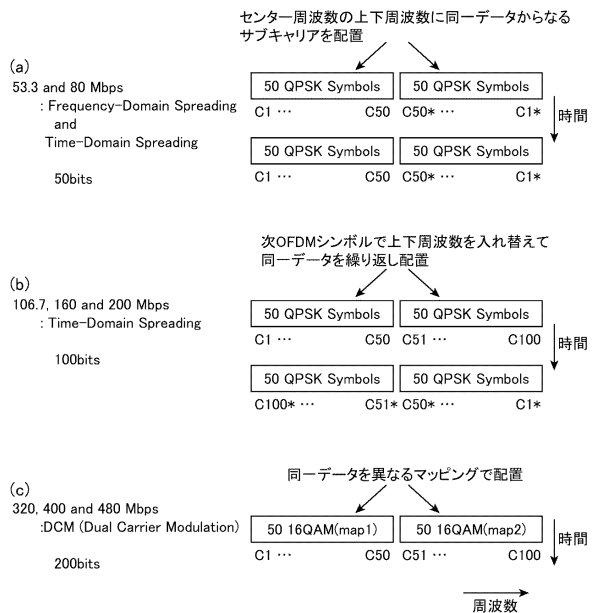 センター周波数の上下周波数に同一データからなる
サブキャリアを配置
(a)
53.3 and 80 Mbps
: Frequency-Domain Spreading
and
Time-Domain Spreading
50bits
50 QPSK Symbols 50 QPSK Symbols
C1 … C50 C50* … C1*
時間
50 QPSK Symbols 50 QPSK Symbols
C1 … C50 C50* … C1*
次OFDMシンボルで上下周波数を入れ替えて
同一データを繰り返し配置
(b)
106.7, 160 and 200 Mbps
: Time-Domain Spreading
100bits
50 QPSK Symbols 50 QPSK Symbols
C1 … C50 C51 … C100
時間
50 QPSK Symbols 50 QPSK Symbols
C100* … C51* C50* … C1*
同一データを異なるマッピングで配置
(c)
320, 400 and 480 Mbps
:DCM (Dual Carrier Modulation)
200bits
50 16QAM(map1) 50 16QAM(map2)
C1 … C50 C51 … C100
時間
周波数